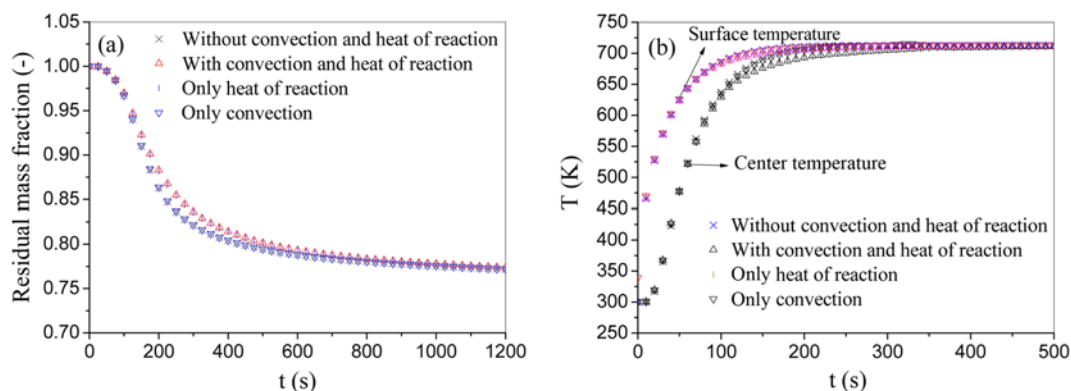 (a)
Without convection and heat of reaction
With convection and heat of reaction
Only heat of reaction
Only convection
Residual mass fraction (-)
1.05
1.00
0.95
0.90
0.85
0.80
0.75
0.70
0 200 400 600 800 1000 1200
t (s)
(b)
Surface temperature
Center temperature
Without convection and heat of reaction
With convection and heat of reaction
Only heat of reaction
Only convection
T (K)
750
700
650
600
550
500
450
400
350
300
250
0 100 200 300 400 500
t (s)